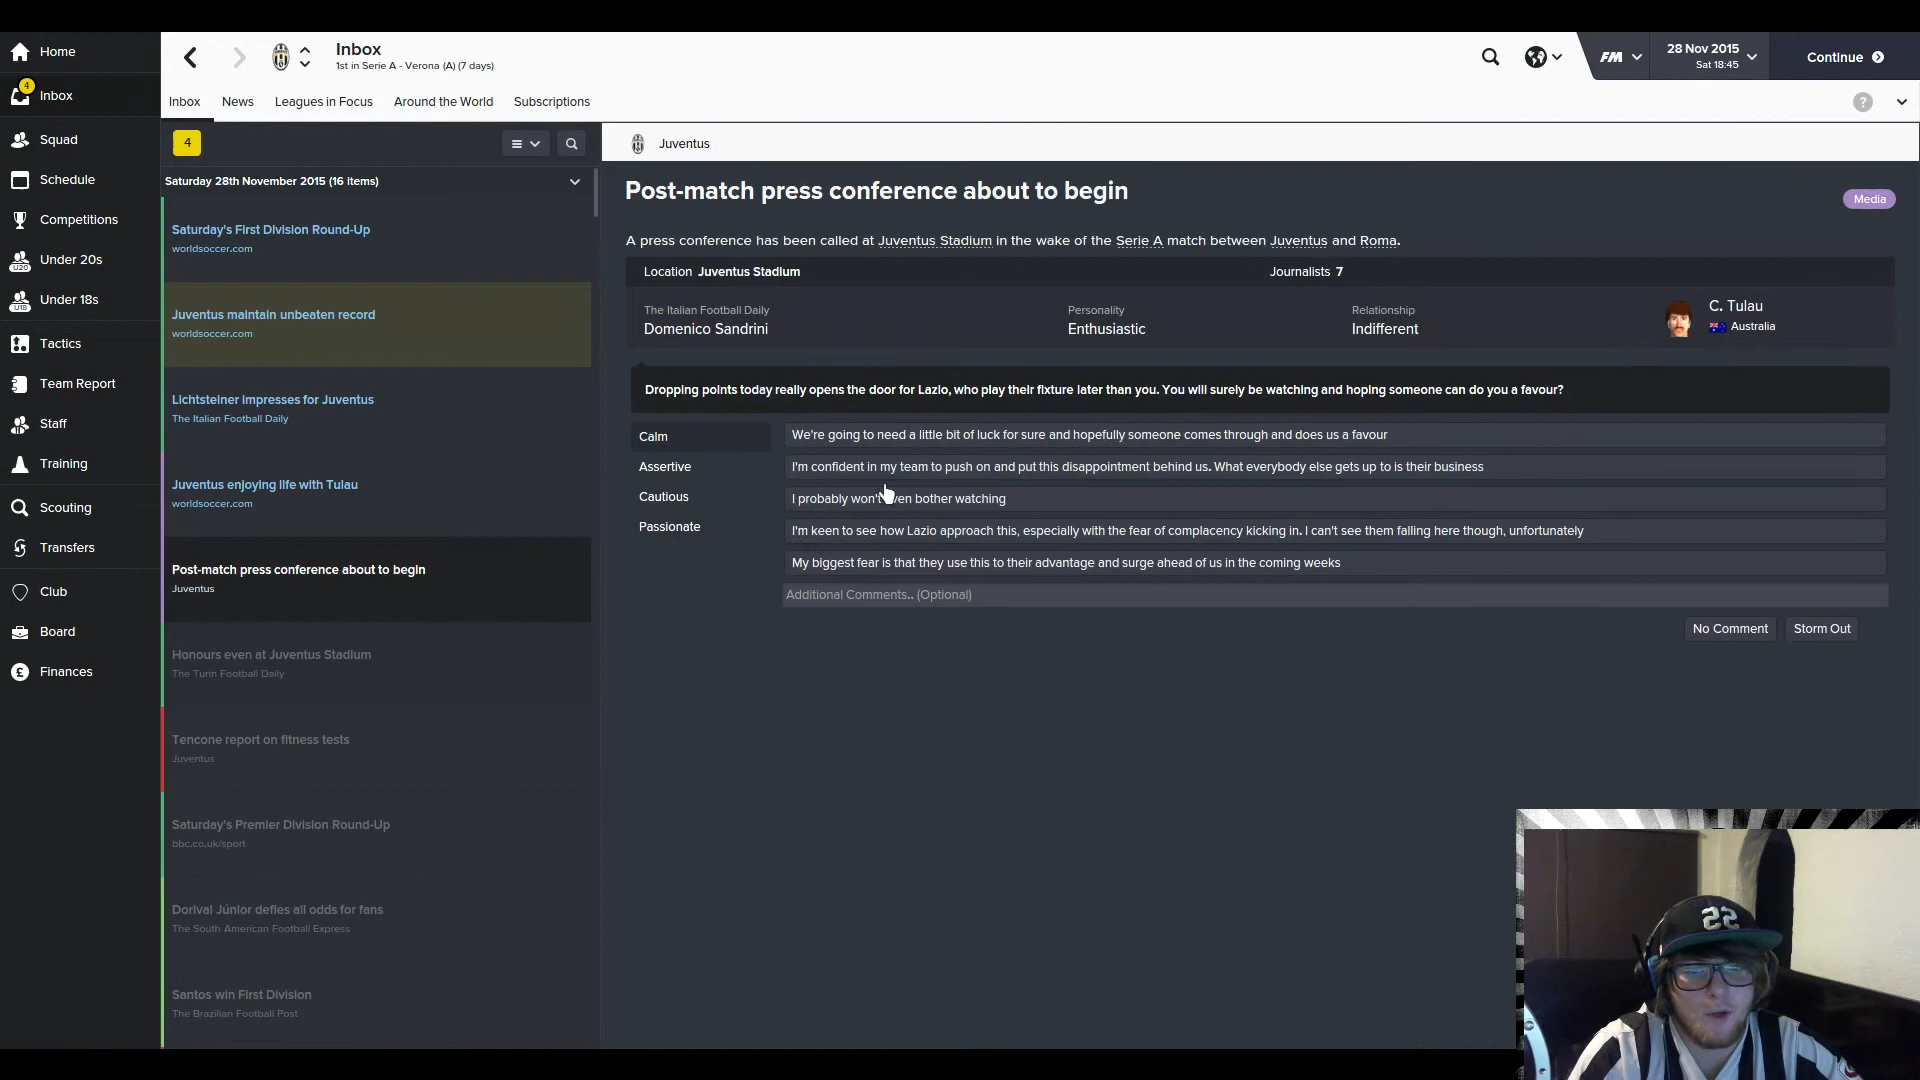 Home
Inbox
4
Squad
Schedule
Competitions
Under 20s
U20
Under 18s
U18
Tactics
Team Report
Staff
Training
Scouting
Transfers
Club
Board
Finances
Inbox
1st in Serie A - Verona (A) (7 days)
FM
28 Nov 2015
Sat 18:45
Continue
Inbox
News
Leagues in Focus
Around the World
Subscriptions
?
4
Saturday 28th November 2015 (16 items)
Saturday's First Division Round-Up
worldsoccer.com
Juventus maintain unbeaten record
worldsoccer.com
Lichtsteiner impresses for Juventus
The Italian Football Daily
Juventus enjoying life with Tulau
worldsoccer.com
Post-match press conference about to begin
Juventus
Honours even at Juventus Stadium
The Turin Football Daily
Tencone report on fitness tests
Juventus
Saturday's Premier Division Round-Up
bbc.co.uk/sport
Dorival Júnior defies all odds for fans
The South American Football Express
Santos win First Division
The Brazilian Football Post
Juventus
Post-match press conference about to begin
Media
A press conference has been called at Juventus Stadium in the wake of the Serie A match between Juventus and Roma.
Location Juventus Stadium
Journalists 7
The Italian Football Daily
Domenico Sandrini
Personality
Enthusiastic
Relationship
Indifferent
C. Tulau
Australia
Dropping points today really opens the door for Lazio, who play their fixture later than you. You will surely be watching and hoping someone can do you a favour?
Calm
Assertive
Cautious
Passionate
We're going to need a little bit of luck for sure and hopefully someone comes through and does us a favour
I'm confident in my team to push on and put this disappointment behind us. What everybody else gets up to is their business
I probably won't even bother watching
I'm keen to see how Lazio approach this, especially with the fear of complacency kicking in. I can't see them falling here though, unfortunately
My biggest fear is that they use this to their advantage and surge ahead of us in the coming weeks
Additional Comments.. (Optional)
No Comment
Storm Out
22